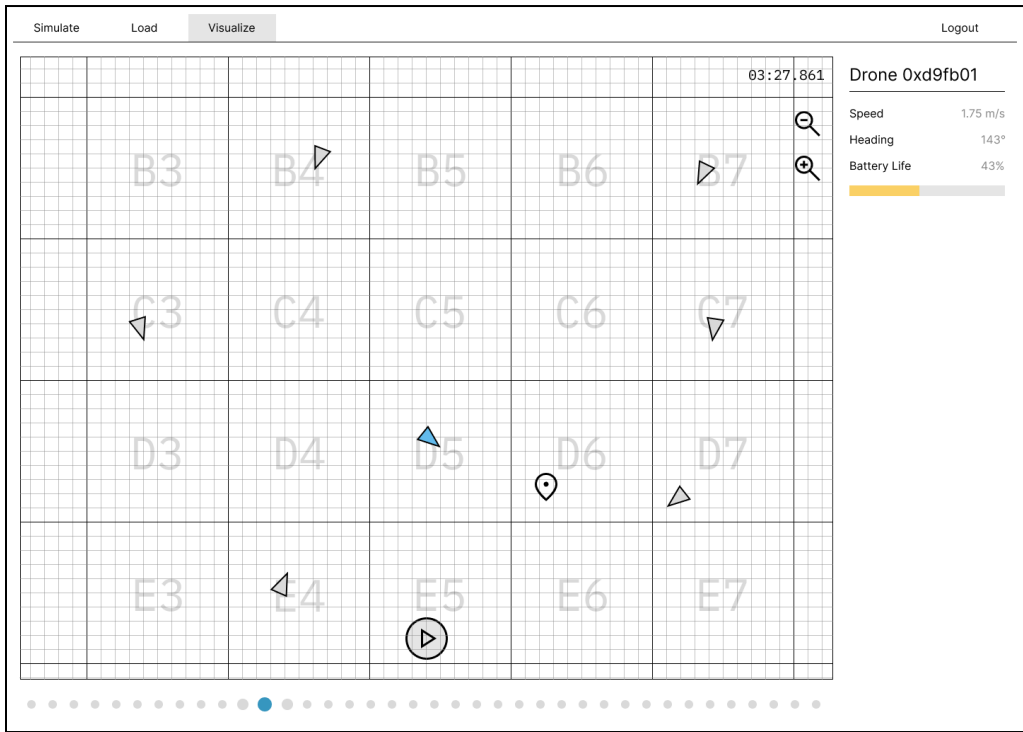 Simulate Load Visualize Logout
03:27.861
Drone 0xd9fb01
Speed 1.75 m/s
Heading 143°
Battery Life 43%
B3 B4 B5 B6 B7
C3 C4 C5 C6 C7
D3 D4 D5 D6 D7
E3 E4 E5 E6 E7